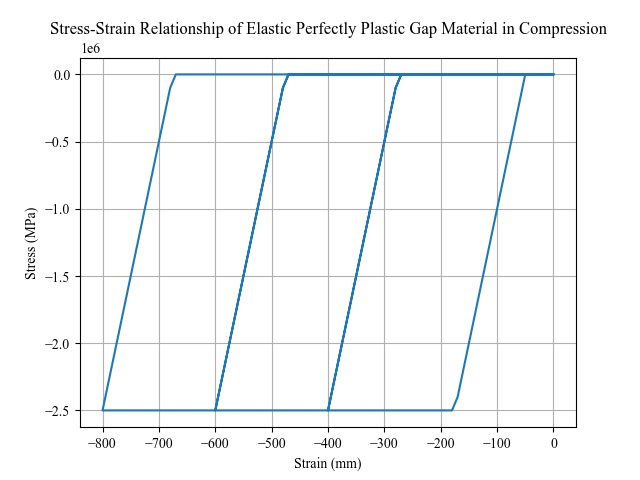 Stress-Strain Relationship of Elastic Perfectly Plastic Gap Material in Compression
1e6
0.0
−0.5
−1.0
−1.5
−2.0
−2.5
Stress (MPa)
−800 −700 −600 −500 −400 −300 −200 −100 0
Strain (mm)